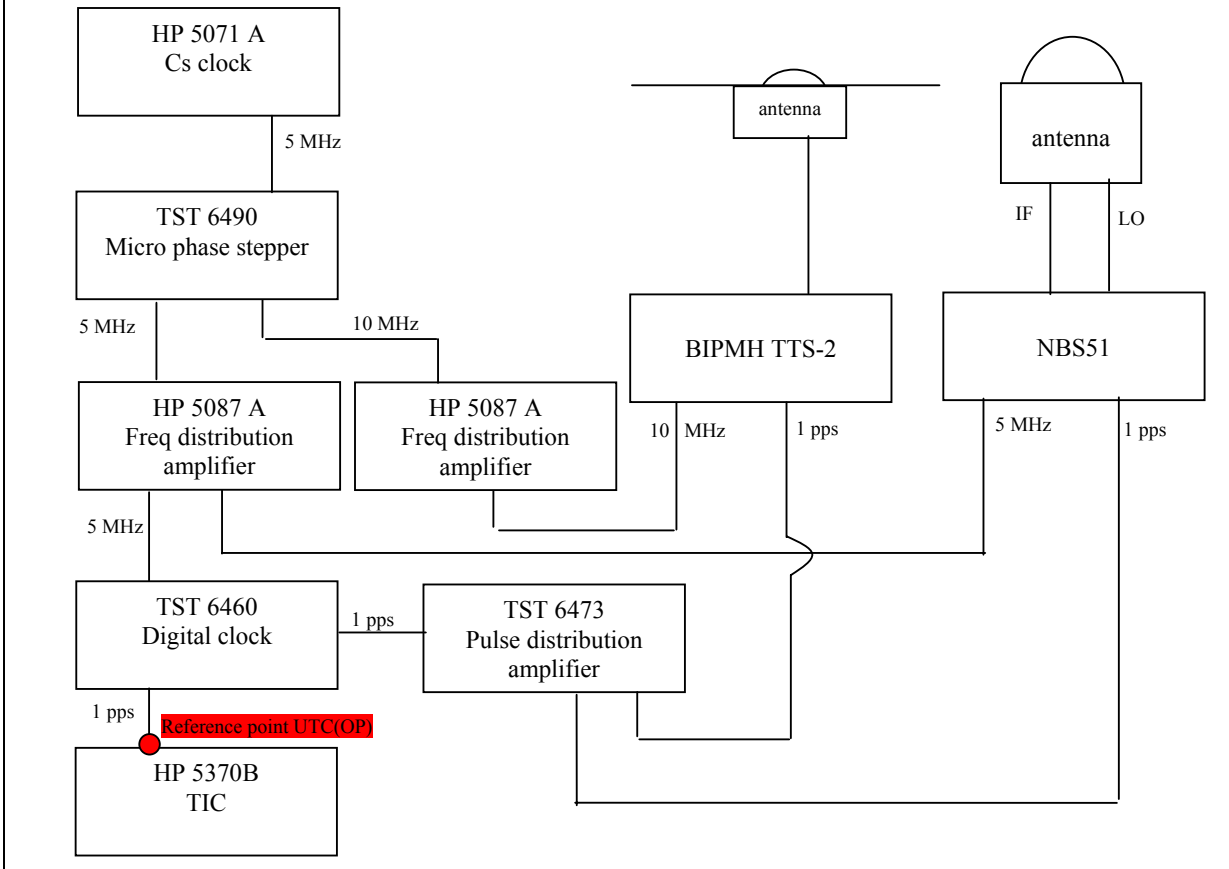 HP 5071 A
Cs clock
5 MHz
antenna
antenna
TST 6490
Micro phase stepper
IF
LO
5 MHz
10 MHz
BIPMH TTS-2
NBS51
HP 5087 A
Freq distribution
amplifier
HP 5087 A
Freq distribution
amplifier
10 MHz
1 pps
5 MHz
1 pps
5 MHz
TST 6460
Digital clock
1 pps
TST 6473
Pulse distribution
amplifier
1 pps
Reference point UTC(OP)
HP 5370B
TIC